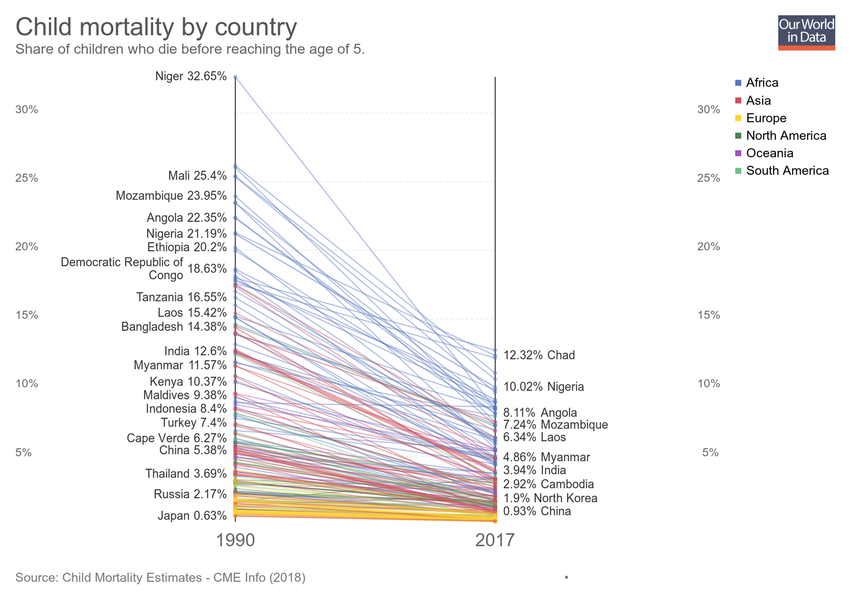 Child mortality by country
Share of children who die before reaching the age of 5.
Our World
in Data
Niger 32.65%
30%
25%
20%
15%
10%
5%
Mali 25.4%
Mozambique 23.95%
Angola 22.35%
Nigeria 21.19%
Ethiopia 20.2%
Democratic Republic of
Congo 18.63%
Tanzania 16.55%
Laos 15.42%
Bangladesh 14.38%
India 12.6%
Myanmar 11.57%
Kenya 10.37%
Maldives 9.38%
Indonesia 8.4%
Turkey 7.4%
Cape Verde 6.27%
China 5.38%
Thailand 3.69%
Russia 2.17%
Japan 0.63%
12.32% Chad
10.02% Nigeria
8.11% Angola
7.24% Mozambique
6.34% Laos
4.86% Myanmar
3.94% India
2.92% Cambodia
1.9% North Korea
0.93% China
30%
25%
20%
15%
10%
5%
Africa
Asia
Europe
North America
Oceania
South America
1990
2017
Source: Child Mortality Estimates - CME Info (2018)
•